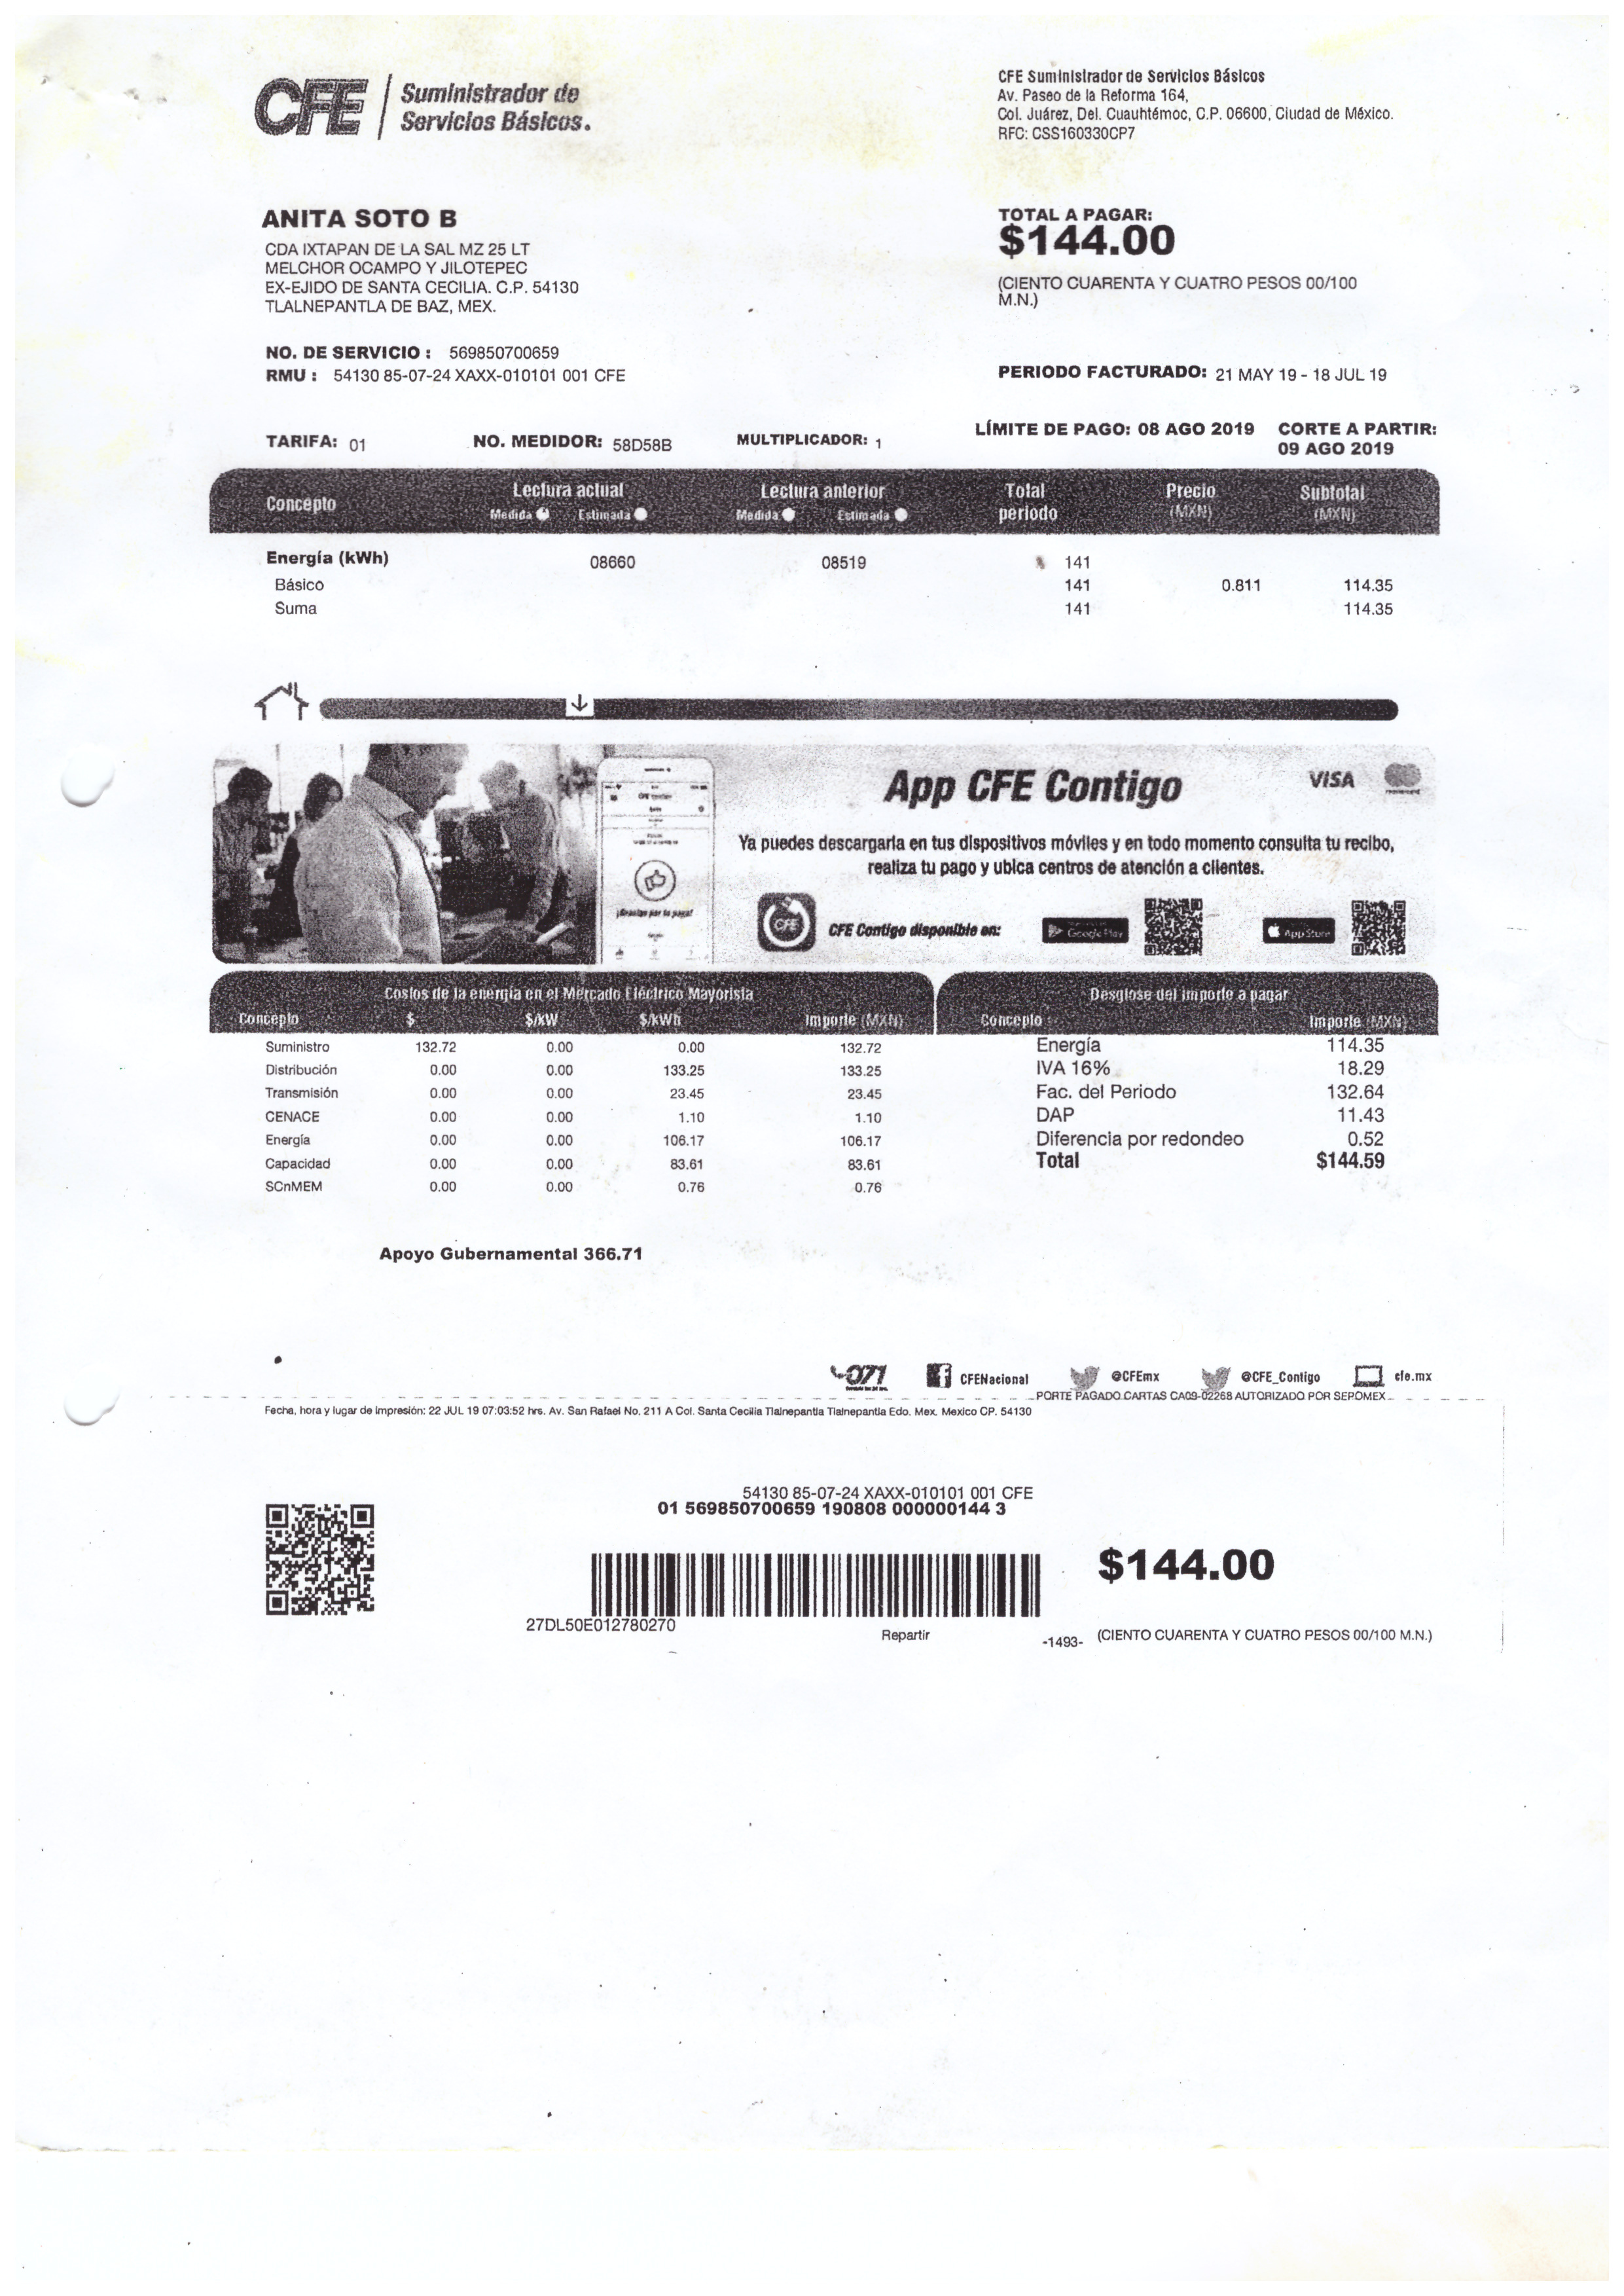 CFE Suministrador de
Servicios Básicos.
CFE Suministrador de Servicios Básicos
Av. Paseo de la Reforma 164,
Col. Juárez, Del. Cuauhtémoc, C.P. 06600, Ciudad de México.
RFC: CSS160330CP7
ANITA SOTO B
CDA IXTAPAN DE LA SAL MZ 25 LT
MELCHOR OCAMPO Y JILOTEPEC
EX-EJIDO DE SANTA CECILIA. C.P. 54130
TLALNEPANTLA DE BAZ, MEX.
TOTAL A PAGAR:
$144.00
(CIENTO CUARENTA Y CUATRO PESOS 00/100
M.N.)
NO. DE SERVICIO : 569850700659
RMU : 54130 85-07-24 XAXX-010101 001 CFE
PERIODO FACTURADO: 21 MAY 19 - 18 JUL 19
TARIFA: 01 NO. MEDIDOR: 58D58B MULTIPLICADOR: 1
LÍMITE DE PAGO: 08 AGO 2019 CORTE A PARTIR:
09 AGO 2019
Concepto Lectura actual Lectura anterior Total Precio Subtotal
Medida Estimada Medida Estimada periodo (MXN) (MXN)
Energía (kWh) 08660 08519 141
Básico 141 0.811 114.35
Suma 141 114.35
App CFE Contigo
VISA
Ya puedes descargarla en tus dispositivos móviles y en todo momento consulta tu recibo,
realiza tu pago y ubica centros de atención a clientes.
CFE
CFE Contigo disponible en: Google Play App Store
Costos de la energía en el Mercado Eléctrico Mayorista
Concepto $ $/kW $/kWh Importe (MXN)
Suministro 132.72 0.00 0.00 132.72
Distribución 0.00 0.00 133.25 133.25
Transmisión 0.00 0.00 23.45 23.45
CENACE 0.00 0.00 1.10 1.10
Energía 0.00 0.00 106.17 106.17
Capacidad 0.00 0.00 83.61 83.61
SCnMEM 0.00 0.00 0.76 0.76
Desglose del importe a pagar
Concepto Importe (MXN)
Energía 114.35
IVA 16% 18.29
Fac. del Periodo 132.64
DAP 11.43
Diferencia por redondeo 0.52
Total $144.59
Apoyo Gubernamental 366.71
071 CFENacional @CFEmx @CFE_Contigo cfe.mx
PORTE PAGADO CARTAS CA09-02268 AUTORIZADO POR SEPOMEX
Fecha, hora y lugar de impresión: 22 JUL 19 07:03:52 hrs. Av. San Rafael No. 211 A Col. Santa Cecilia Tlalnepantla Tlalnepantla Edo. Mex. Mexico CP. 54130
54130 85-07-24 XAXX-010101 001 CFE
01 569850700659 190808 000000144 3
$144.00
27DL50E012780270
Repartir
-1493- (CIENTO CUARENTA Y CUATRO PESOS 00/100 M.N.)